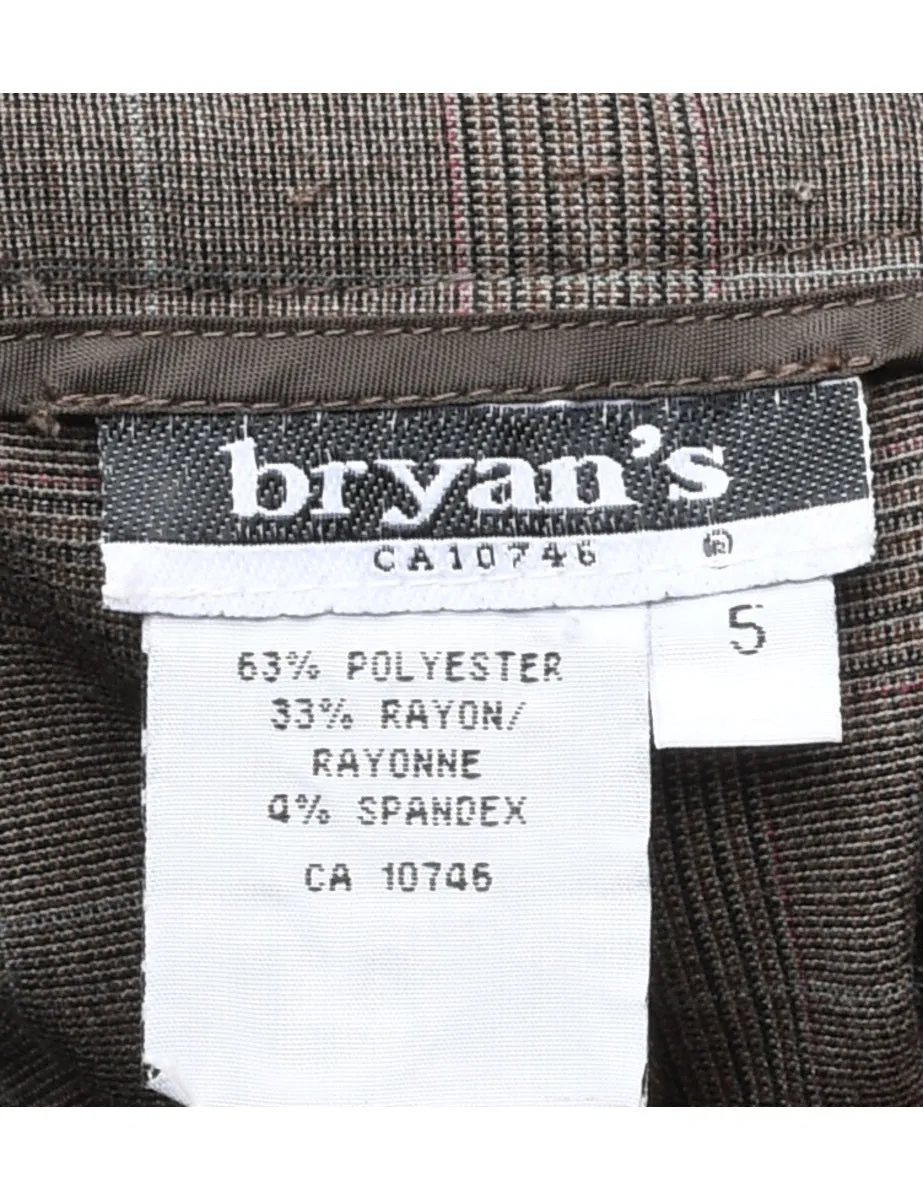 bryan's
CA10746 ®
5
63% POLYESTER
33% RAYON/
RAYONNE
4% SPANDEX
CA 10746